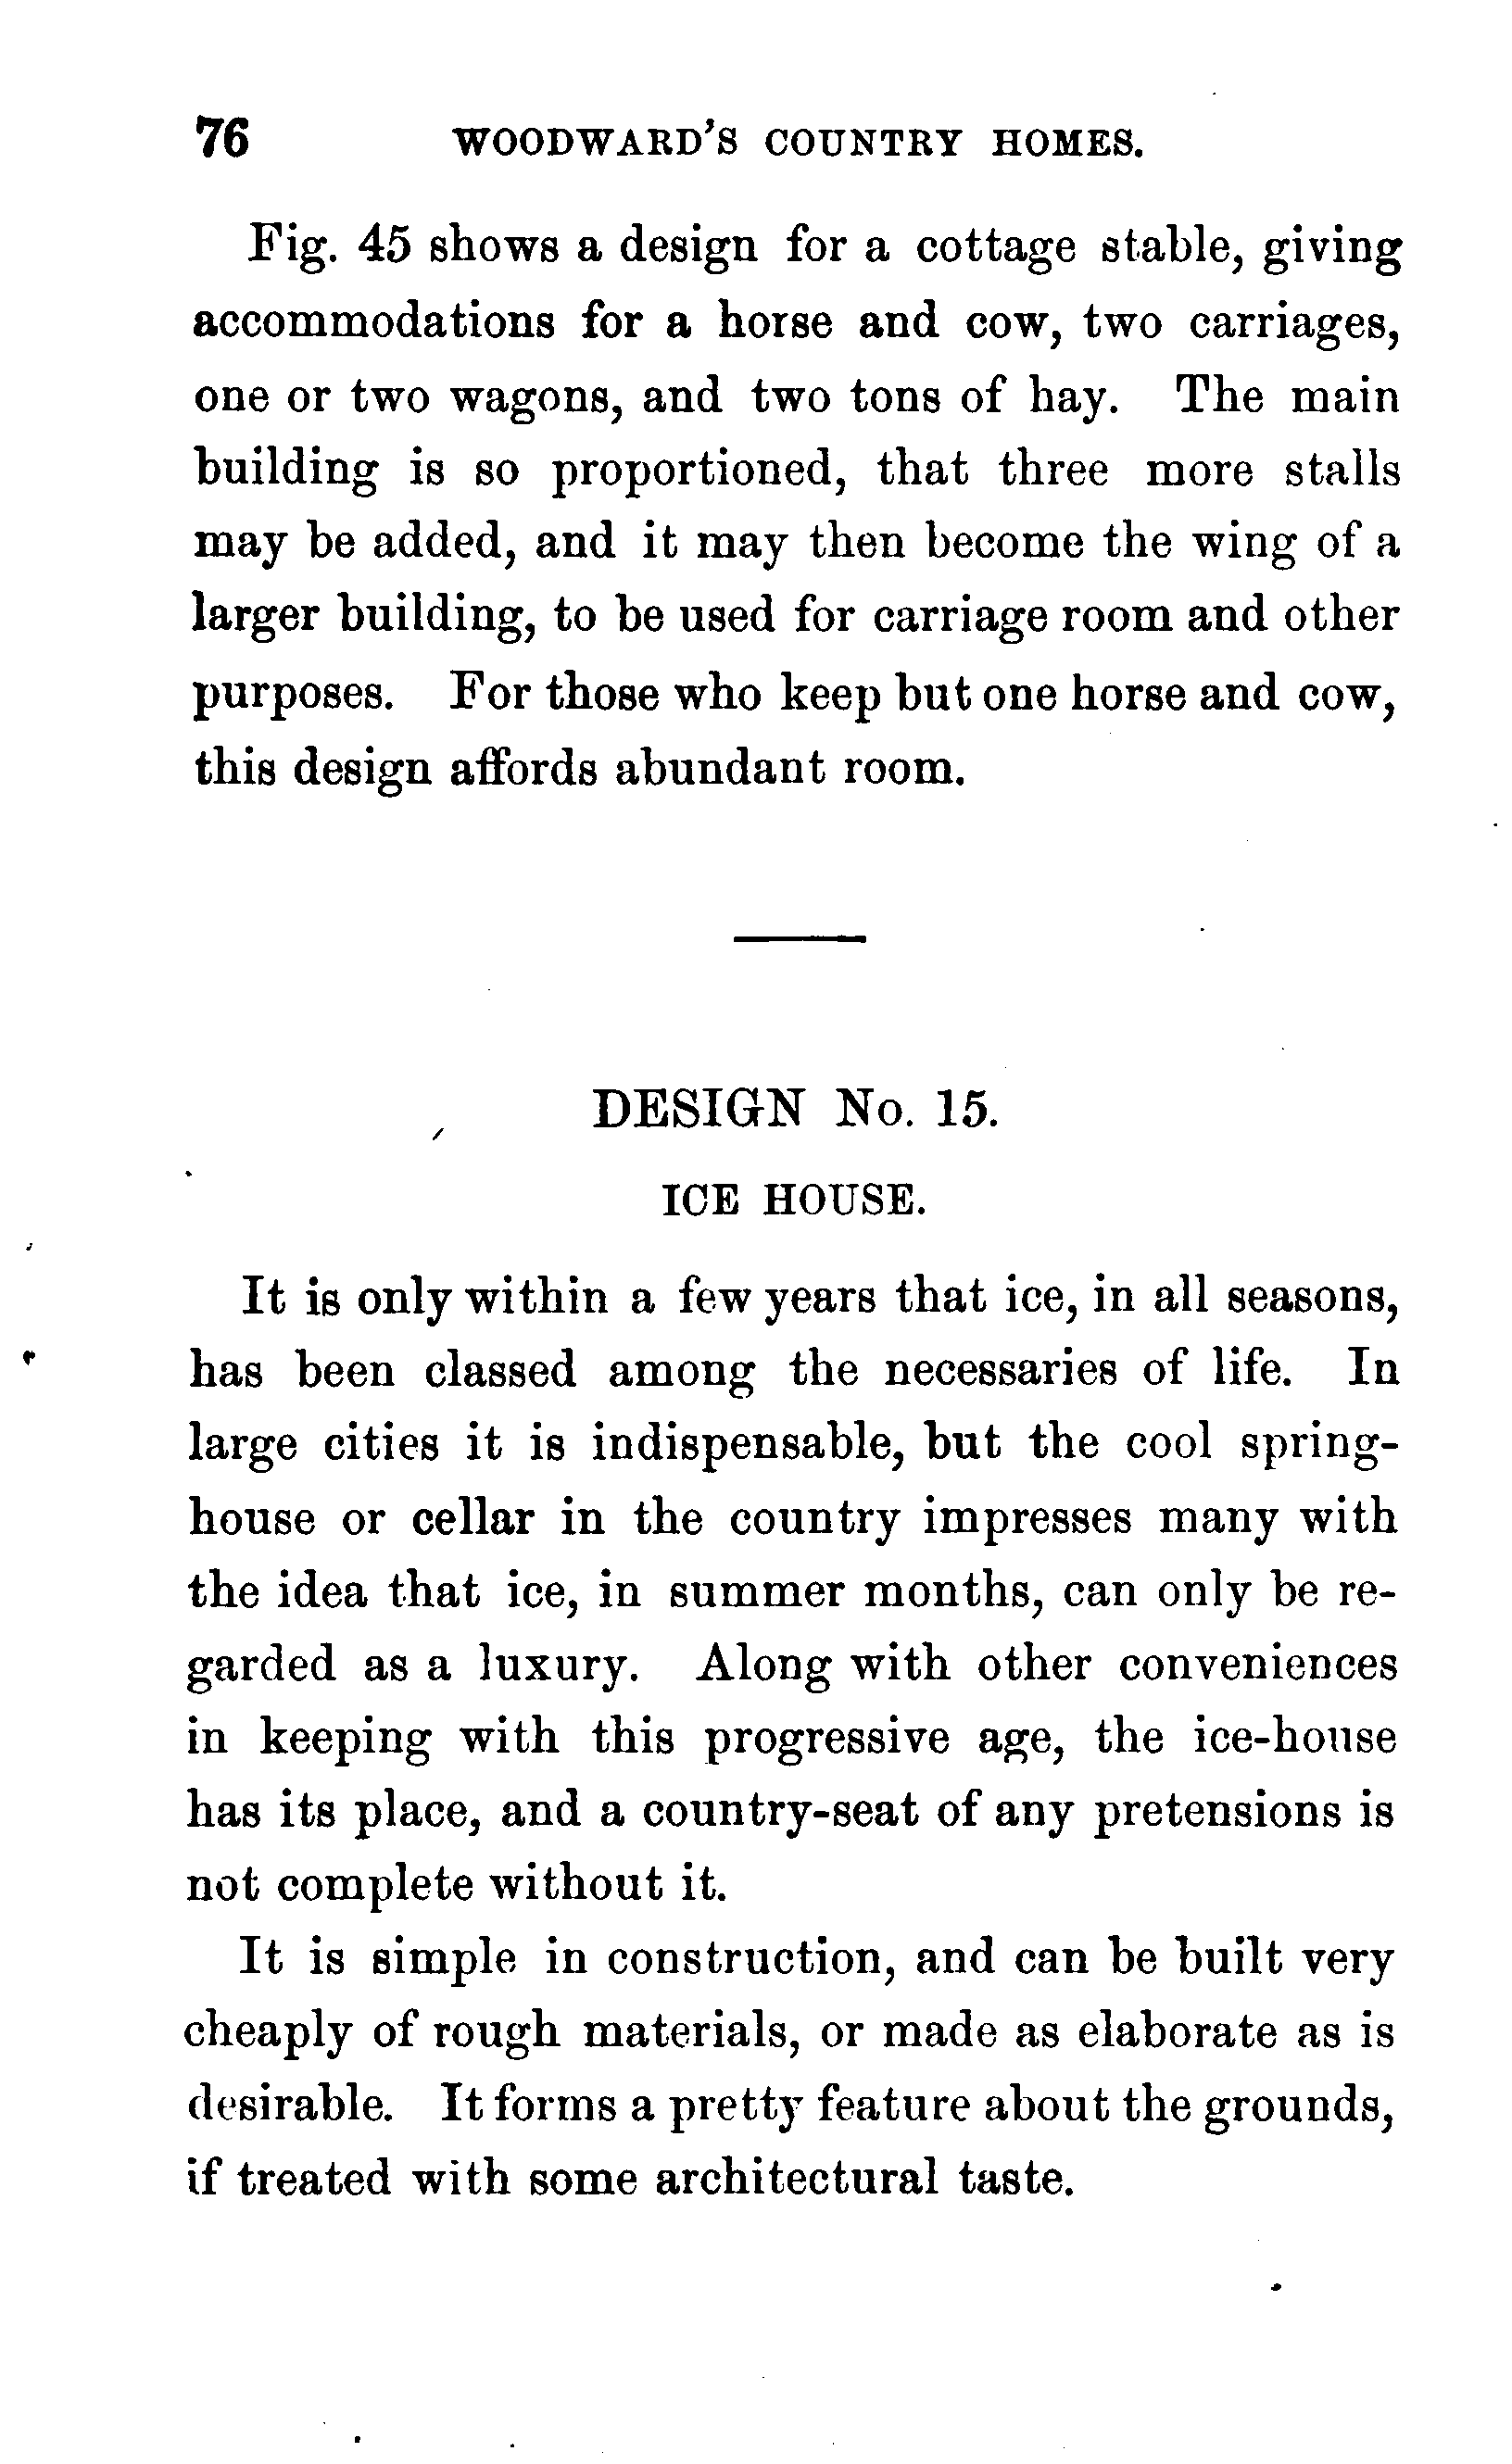 76 WOODWARD'S COUNTRY HOMES.
Fig. 45 shows a design for a cottage stable, giving
accommodations for a horse and cow, two carriages,
one or two wagons, and two tons of hay. The main
building is so proportioned, that three more stalls
may be added, and it may then become the wing of a
larger building, to be used for carriage room and other
purposes. For those who keep but one horse and cow,
this design affords abundant room.
DESIGN No. 15.
ICE HOUSE.
It is only within a few years that ice, in all seasons,
has been classed among the necessaries of life. In
large cities it is indispensable, but the cool spring-
house or cellar in the country impresses many with
the idea that ice, in summer months, can only be re-
garded as a luxury. Along with other conveniences
in keeping with this progressive age, the ice-house
has its place, and a country-seat of any pretensions is
not complete without it.
It is simple in construction, and can be built very
cheaply of rough materials, or made as elaborate as is
desirable. It forms a pretty feature about the grounds,
if treated with some architectural taste.